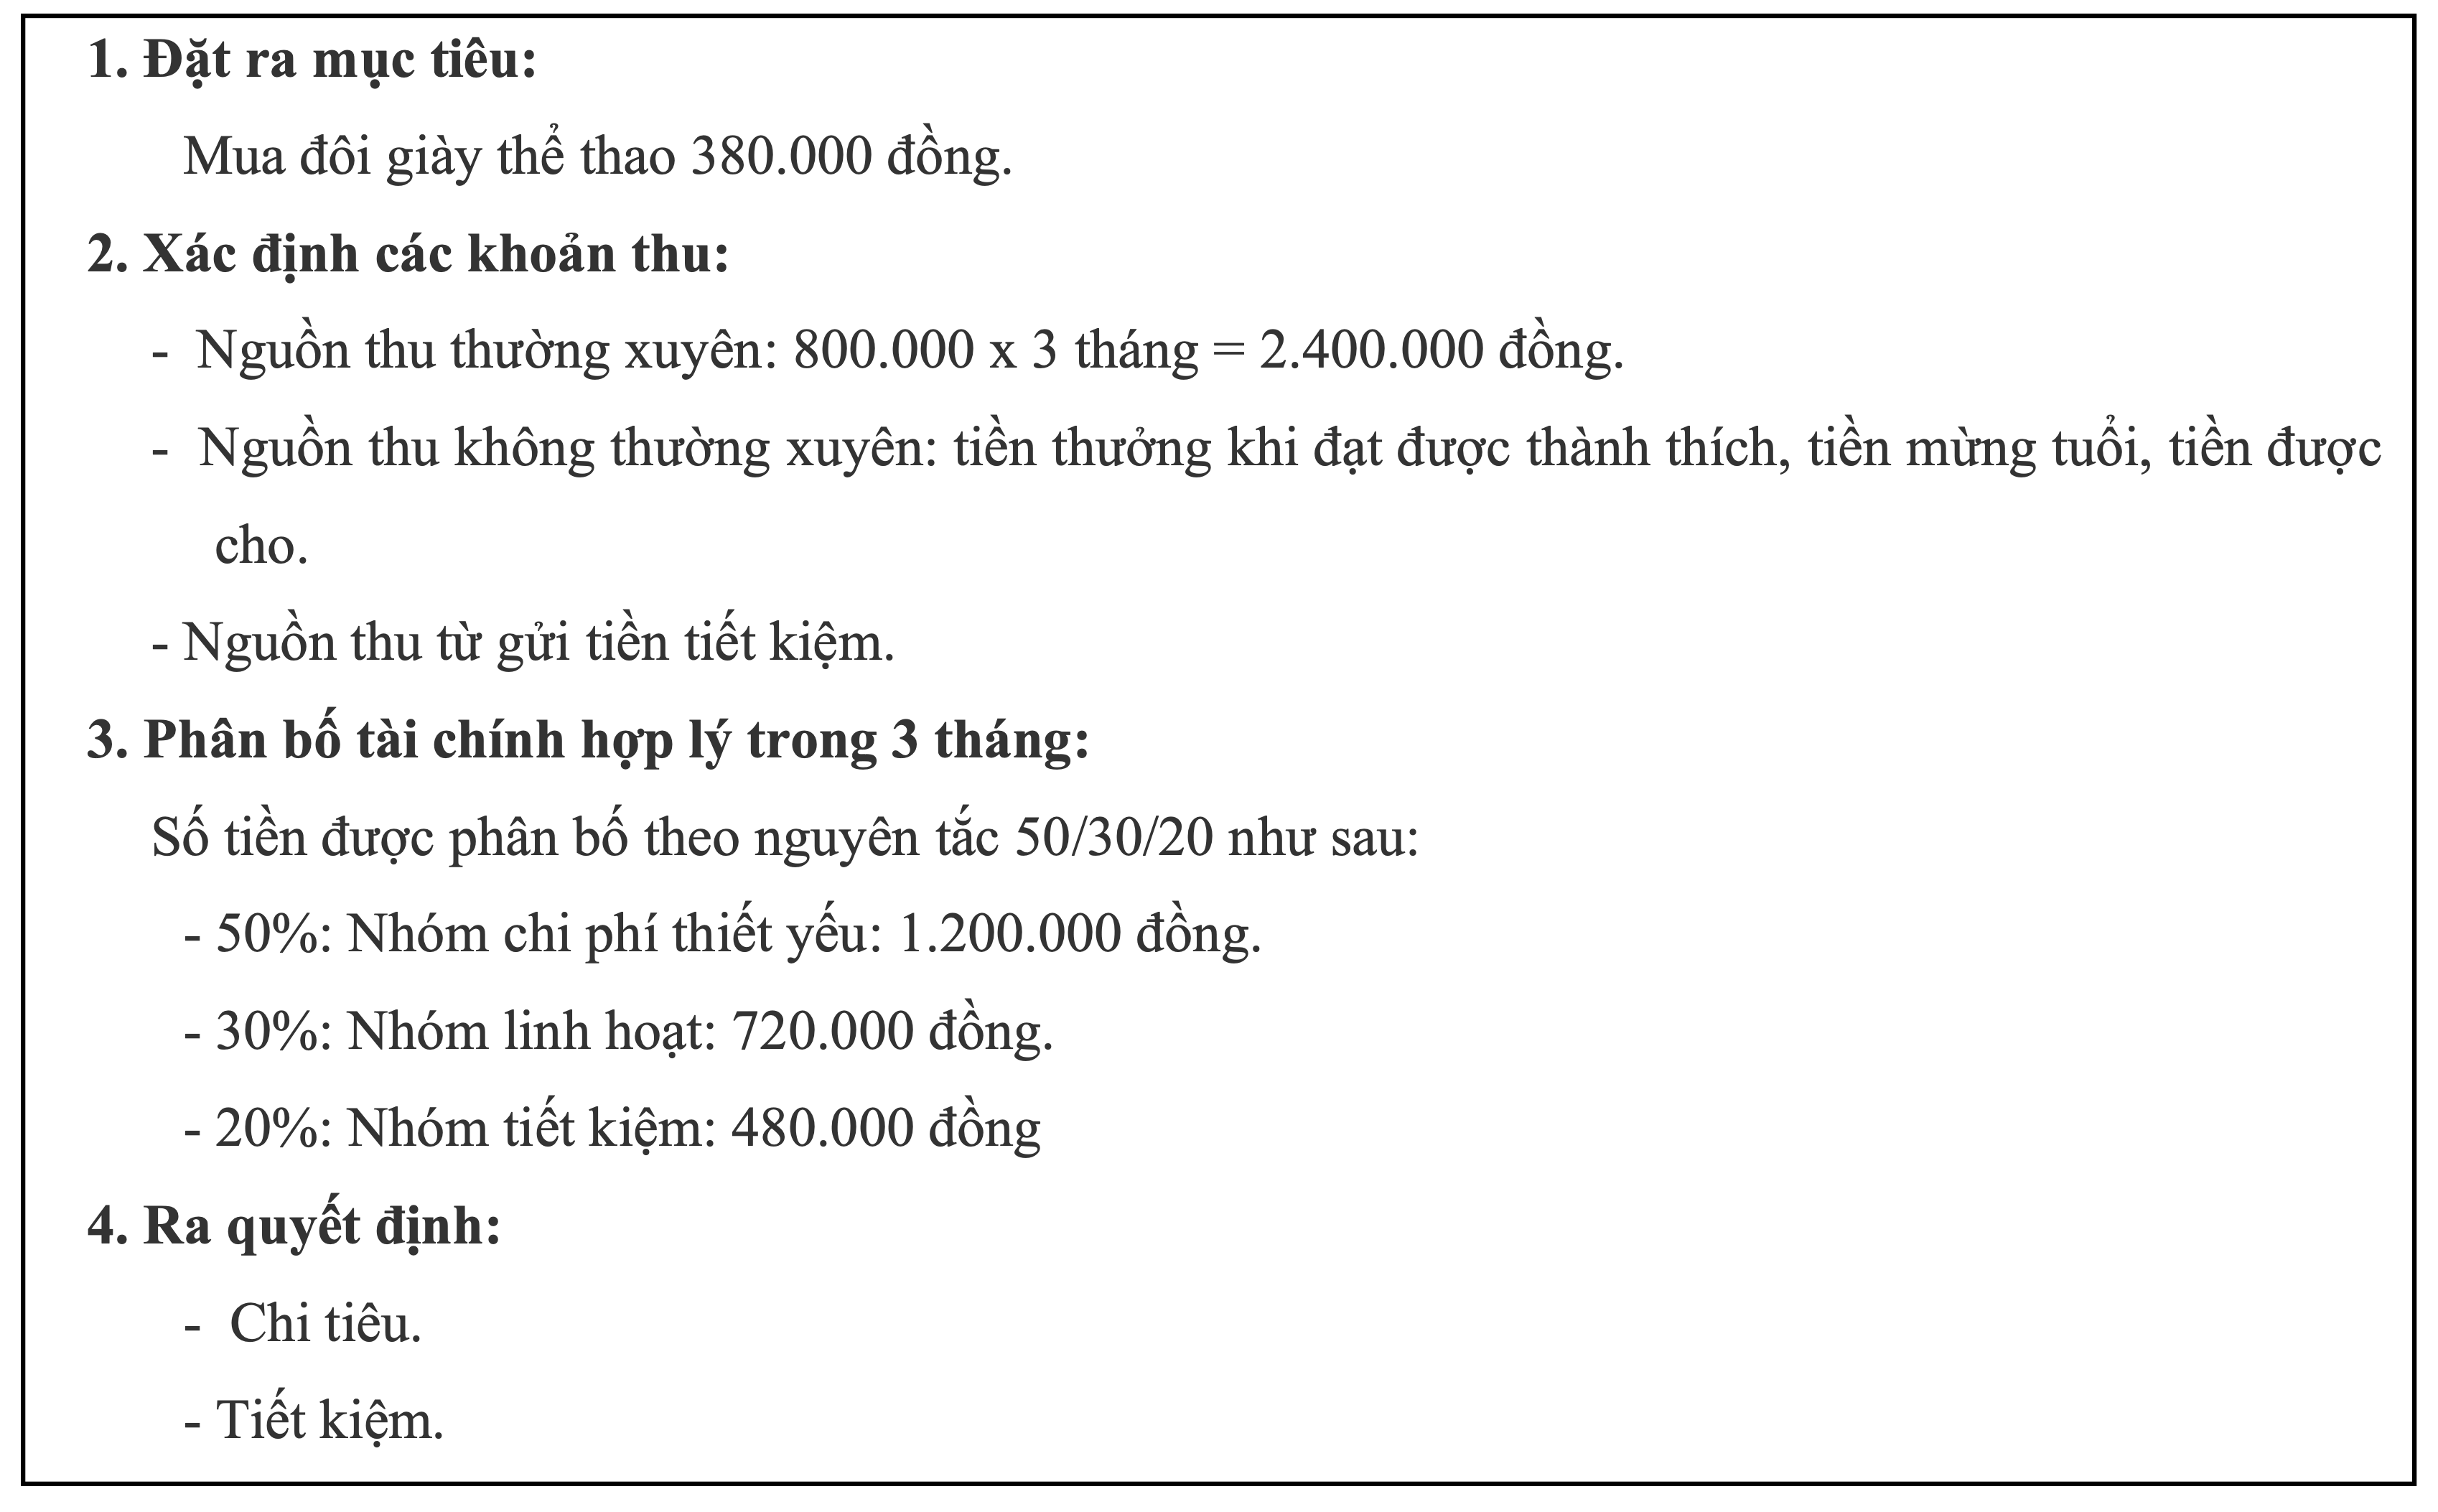 1. Đặt ra mục tiêu:
Mua đôi giày thể thao 380.000 đồng.
2. Xác định các khoản thu:
- Nguồn thu thường xuyên: 800.000 x 3 tháng = 2.400.000 đồng.
- Nguồn thu không thường xuyên: tiền thưởng khi đạt được thành thích, tiền mừng tuổi, tiền được
cho.
- Nguồn thu từ gửi tiền tiết kiệm.
3. Phân bố tài chính hợp lý trong 3 tháng:
Số tiền được phân bố theo nguyên tắc 50/30/20 như sau:
- 50%: Nhóm chi phí thiết yếu: 1.200.000 đồng.
- 30%: Nhóm linh hoạt: 720.000 đồng.
- 20%: Nhóm tiết kiệm: 480.000 đồng
4. Ra quyết định:
- Chi tiêu.
- Tiết kiệm.